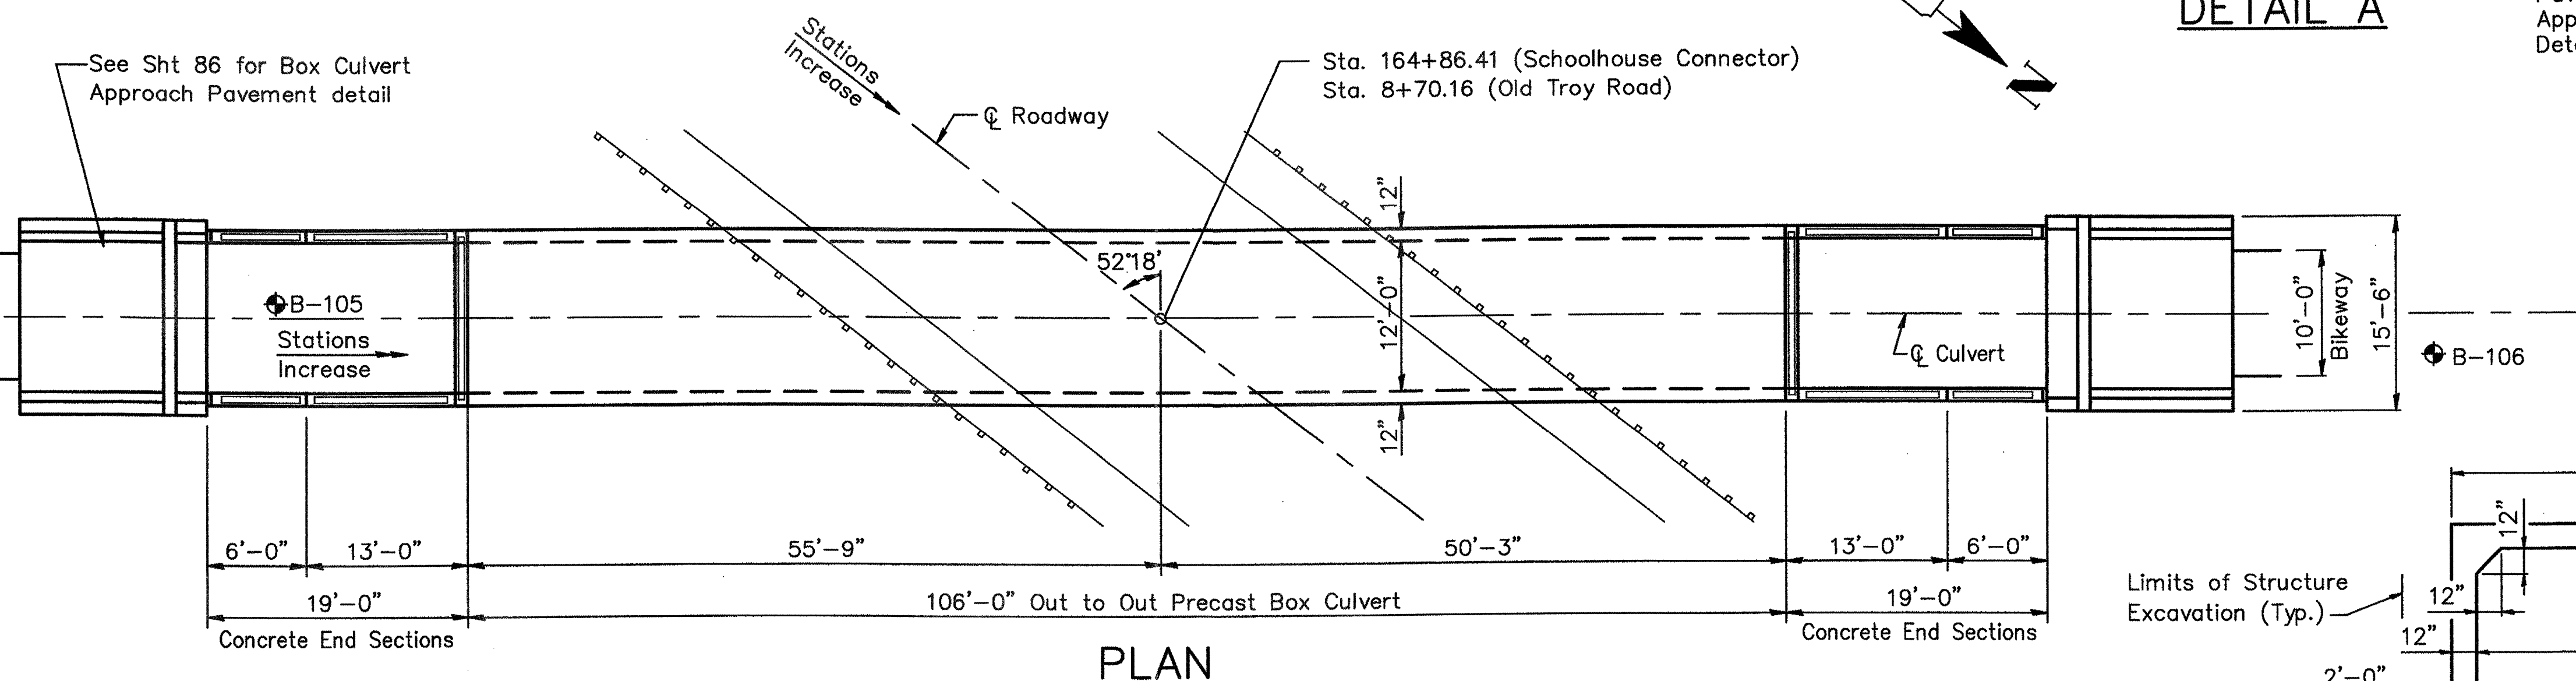 DETAIL A
App
Det
N
See Sht 86 for Box Culvert
Approach Pavement detail
Stations
Increase
℄ Roadway
Sta. 164+86.41 (Schoolhouse Connector)
Sta. 8+70.16 (Old Troy Road)
12"
52°18'
12'-0"
12"
B-105
Stations
Increase
℄ Culvert
10'-0"
Bikeway
15'-6"
B-106
6'-0"
13'-0"
55'-9"
50'-3"
13'-0"
6'-0"
19'-0"
106'-0" Out to Out Precast Box Culvert
19'-0"
Concrete End Sections
Concrete End Sections
PLAN
Limits of Structure
Excavation (Typ.)
12"
12"
12"
2'-0"